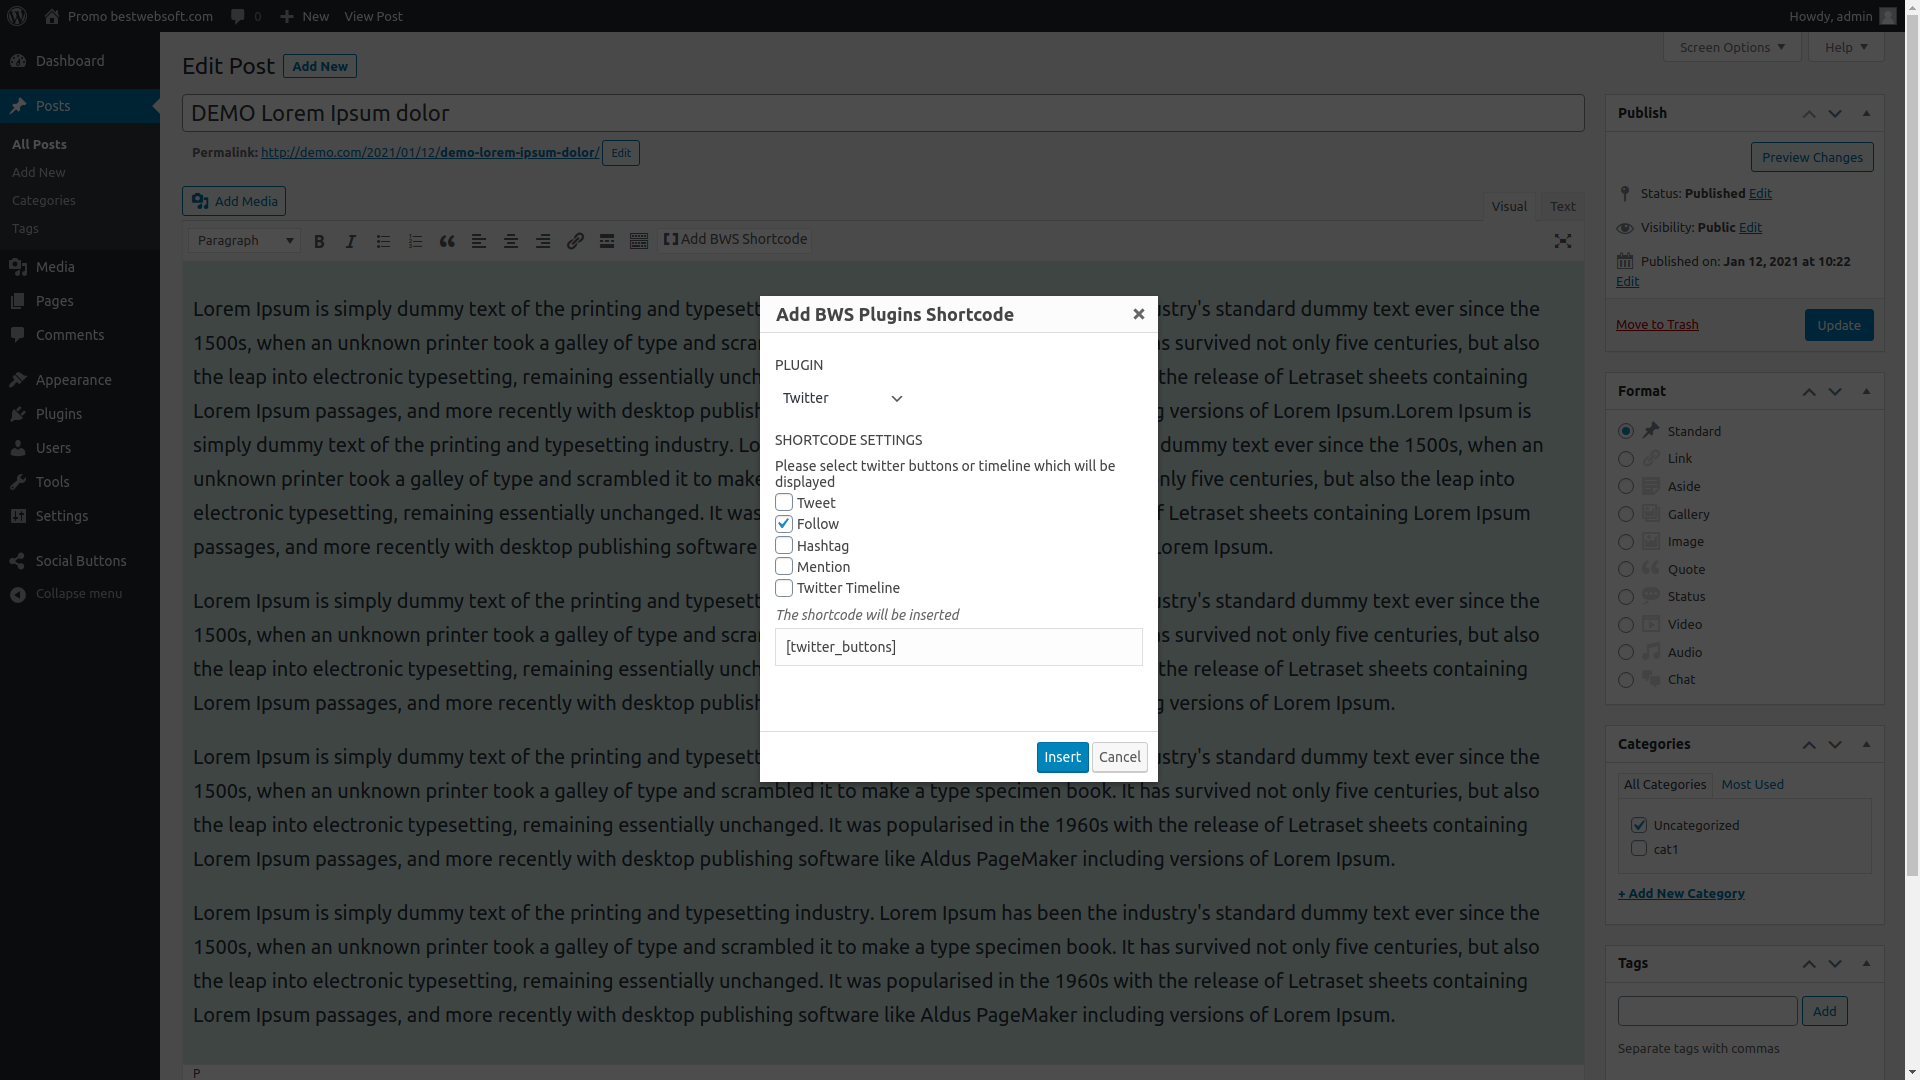 Promo bestwebsoft.com
0
New
View Post
Howdy, admin
Dashboard
Posts
All Posts
Add New
Categories
Tags
Media
Pages
Comments
Appearance
Plugins
Users
Tools
Settings
Social Buttons
Collapse menu
Screen Options
Help
Edit Post
Add New
DEMO Lorem Ipsum dolor
Permalink: http://demo.com/2021/01/12/demo-lorem-ipsum-dolor/ Edit
Add Media
Visual
Text
Paragraph
Add BWS Shortcode
Lorem Ipsum is simply dummy text of the printing and typesett ustry's standard dummy text ever since the
1500s, when an unknown printer took a galley of type and scra s survived not only five centuries, but also
the leap into electronic typesetting, remaining essentially unch the release of Letraset sheets containing
Lorem Ipsum passages, and more recently with desktop publish g versions of Lorem Ipsum.Lorem Ipsum is
simply dummy text of the printing and typesetting industry. Lo dummy text ever since the 1500s, when an
unknown printer took a galley of type and scrambled it to make nly five centuries, but also the leap into
electronic typesetting, remaining essentially unchanged. It was f Letraset sheets containing Lorem Ipsum
passages, and more recently with desktop publishing software Lorem Ipsum.
Lorem Ipsum is simply dummy text of the printing and typesett ustry's standard dummy text ever since the
1500s, when an unknown printer took a galley of type and scra s survived not only five centuries, but also
the leap into electronic typesetting, remaining essentially unch the release of Letraset sheets containing
Lorem Ipsum passages, and more recently with desktop publish g versions of Lorem Ipsum.
Lorem Ipsum is simply dummy text of the printing and typesett ustry's standard dummy text ever since the
1500s, when an unknown printer took a galley of type and scrambled it to make a type specimen book. It has survived not only five centuries, but also
the leap into electronic typesetting, remaining essentially unchanged. It was popularised in the 1960s with the release of Letraset sheets containing
Lorem Ipsum passages, and more recently with desktop publishing software like Aldus PageMaker including versions of Lorem Ipsum.
Lorem Ipsum is simply dummy text of the printing and typesetting industry. Lorem Ipsum has been the industry's standard dummy text ever since the
1500s, when an unknown printer took a galley of type and scrambled it to make a type specimen book. It has survived not only five centuries, but also
the leap into electronic typesetting, remaining essentially unchanged. It was popularised in the 1960s with the release of Letraset sheets containing
Lorem Ipsum passages, and more recently with desktop publishing software like Aldus PageMaker including versions of Lorem Ipsum.
P
Add BWS Plugins Shortcode
PLUGIN
Twitter
SHORTCODE SETTINGS
Please select twitter buttons or timeline which will be
displayed
Tweet
Follow
Hashtag
Mention
Twitter Timeline
The shortcode will be inserted
[twitter_buttons]
Insert
Cancel
Publish
Preview Changes
Status: Published Edit
Visibility: Public Edit
Published on: Jan 12, 2021 at 10:22
Edit
Move to Trash
Update
Format
Standard
Link
Aside
Gallery
Image
Quote
Status
Video
Audio
Chat
Categories
All Categories
Most Used
Uncategorized
cat1
+ Add New Category
Tags
Add
Separate tags with commas